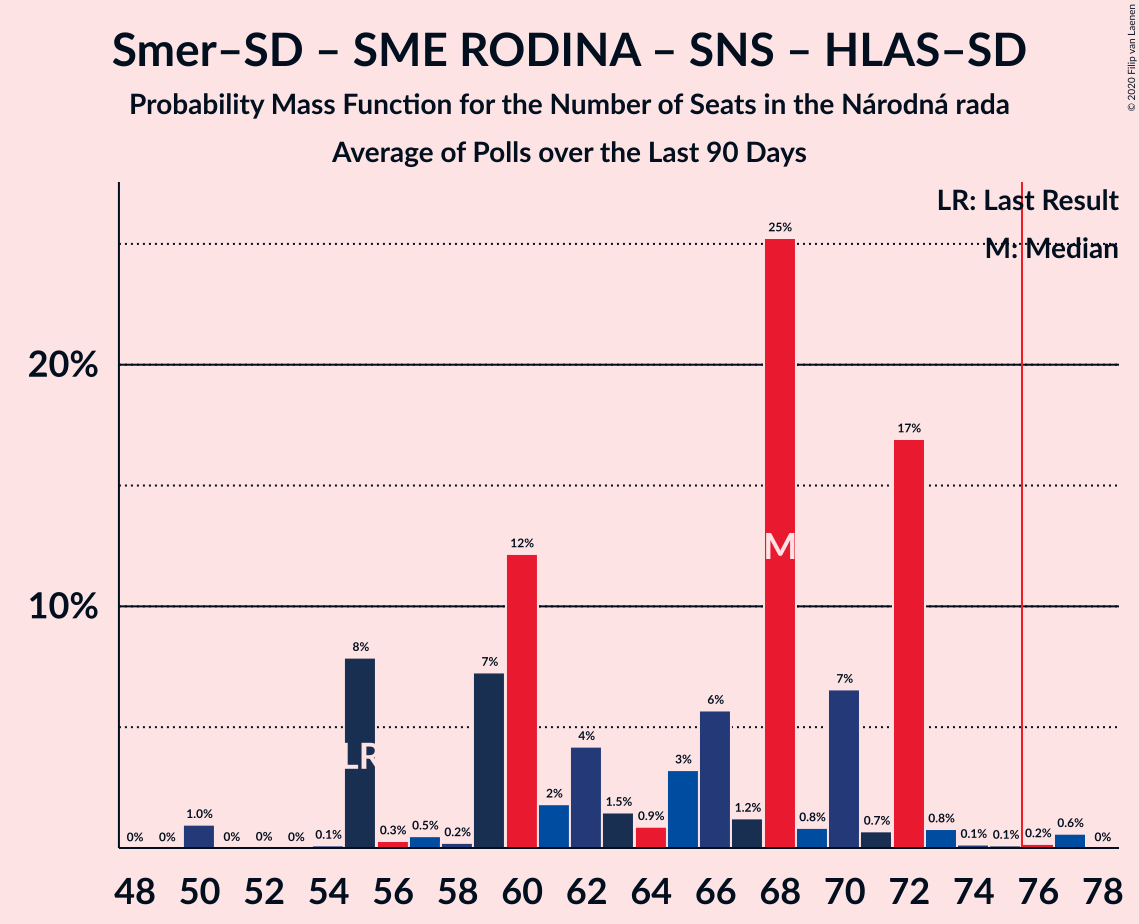 Smer–SD – SME RODINA – SNS – HLAS–SD
Probability Mass Function for the Number of Seats in the Národná rada
Average of Polls over the Last 90 Days
© 2020 Filip van Laenen
LR: Last Result
M: Median
20%
10%
0% 0% 1.0% 0% 0% 0% 0.1% 8% 0.3% 0.5% 0.2% 7% 12% 2% 4% 1.5% 0.9% 3% 6% 1.2% 25% 0.8% 7% 0.7% 17% 0.8% 0.1% 0.1% 0.2% 0.6% 0%
LR
M
48 50 52 54 56 58 60 62 64 66 68 70 72 74 76 78